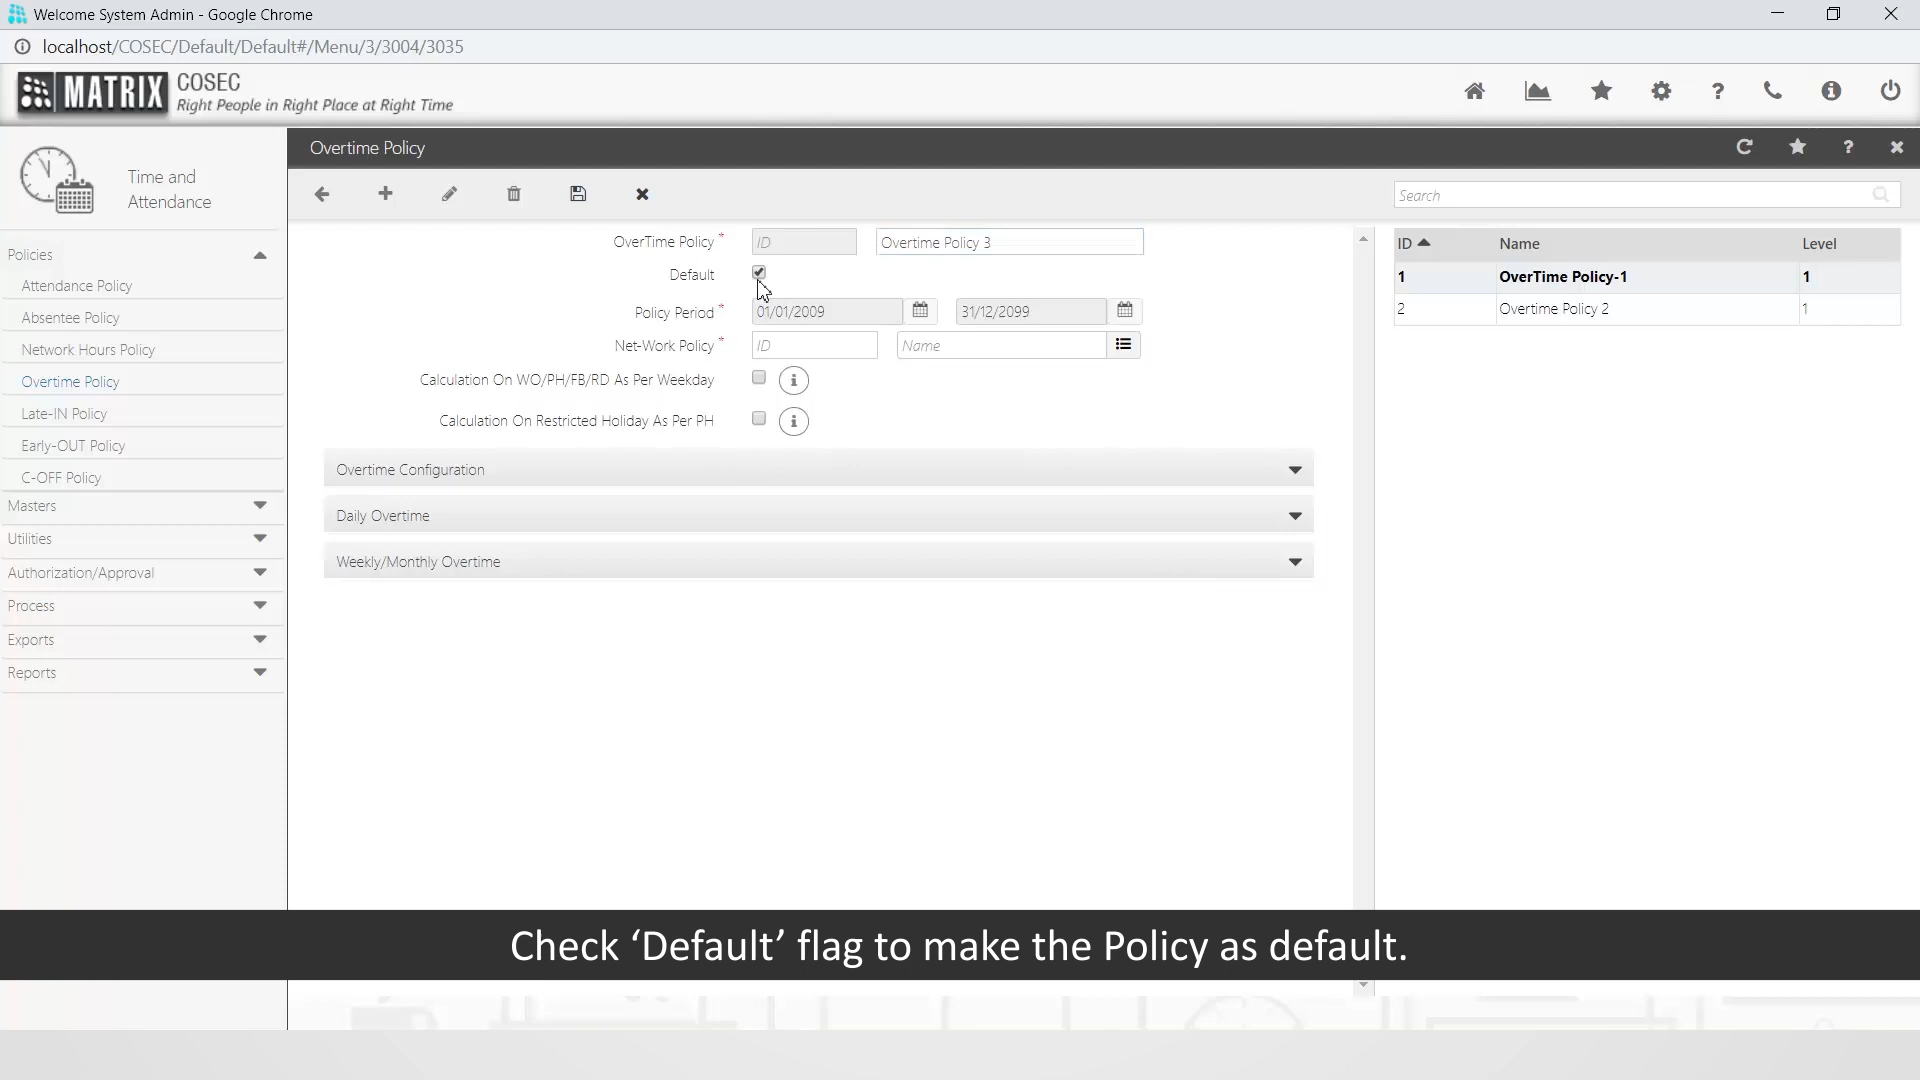 Welcome System Admin - Google Chrome
localhost/COSEC/Default/Default#/Menu/3/3004/3035
MATRIX COSEC
Right People in Right Place at Right Time
Time and
Attendance
Policies
Attendance Policy
Absentee Policy
Network Hours Policy
Overtime Policy
Late-IN Policy
Early-OUT Policy
C-OFF Policy
Masters
Utilities
Authorization/Approval
Process
Exports
Reports
Overtime Policy
Search
OverTime Policy * ID Overtime Policy 3
Default
Policy Period * 01/01/2009 31/12/2099
Net-Work Policy * ID Name
Calculation On WO/PH/FB/RD As Per Weekday
Calculation On Restricted Holiday As Per PH
Overtime Configuration
Daily Overtime
Weekly/Monthly Overtime
ID Name Level
1 OverTime Policy-1 1
2 Overtime Policy 2 1
Check ‘Default’ flag to make the Policy as default.